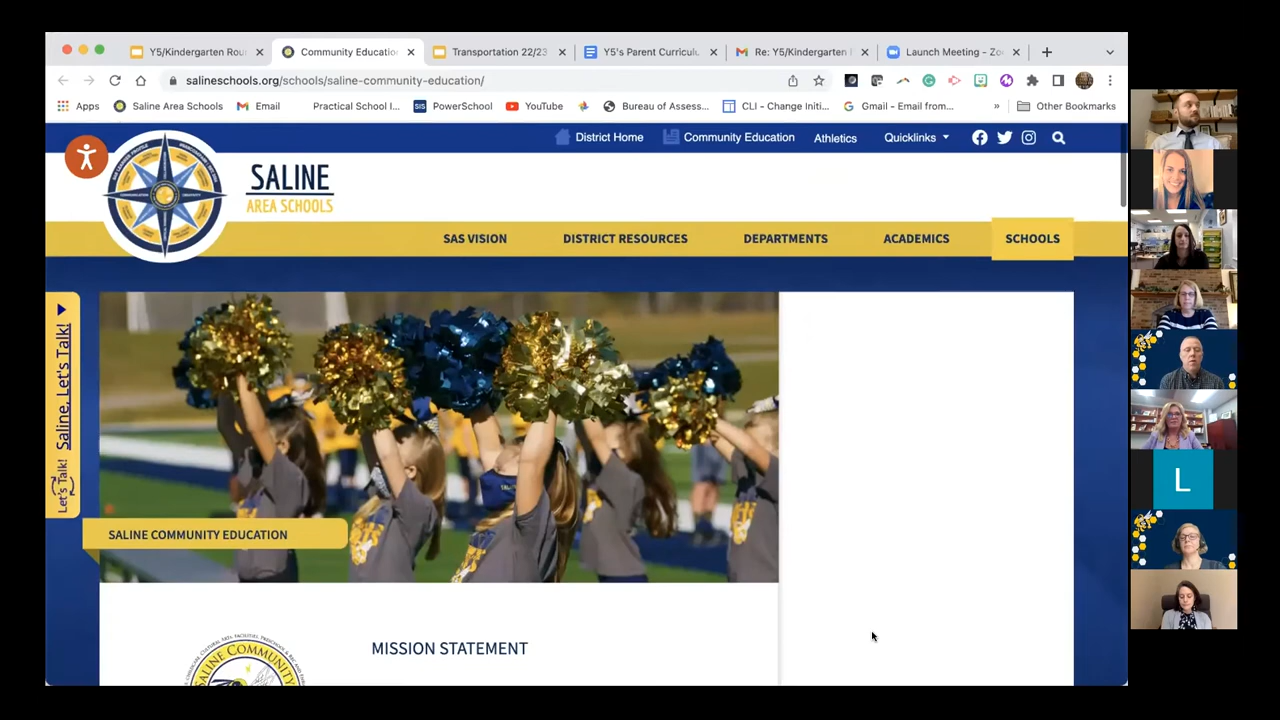 Y5/Kindergarten Rou
Community Educatio
Transportation 22/23
Y5's Parent Curricul
Re: Y5/Kindergarten
Launch Meeting - Zo
salineschools.org/schools/saline-community-education/
Apps
Saline Area Schools
Email
Practical School I...
SIS
PowerSchool
YouTube
Bureau of Assess...
CLI - Change Initi...
Gmail - Email from...
»
Other Bookmarks
District Home
Community Education
Athletics
Quicklinks
SALINE
AREA SCHOOLS
SAS VISION
DISTRICT RESOURCES
DEPARTMENTS
ACADEMICS
SCHOOLS
Let's Talk! Saline, Let's Talk!
SALINE COMMUNITY EDUCATION
MISSION STATEMENT
SALINE COMMUNITY
L